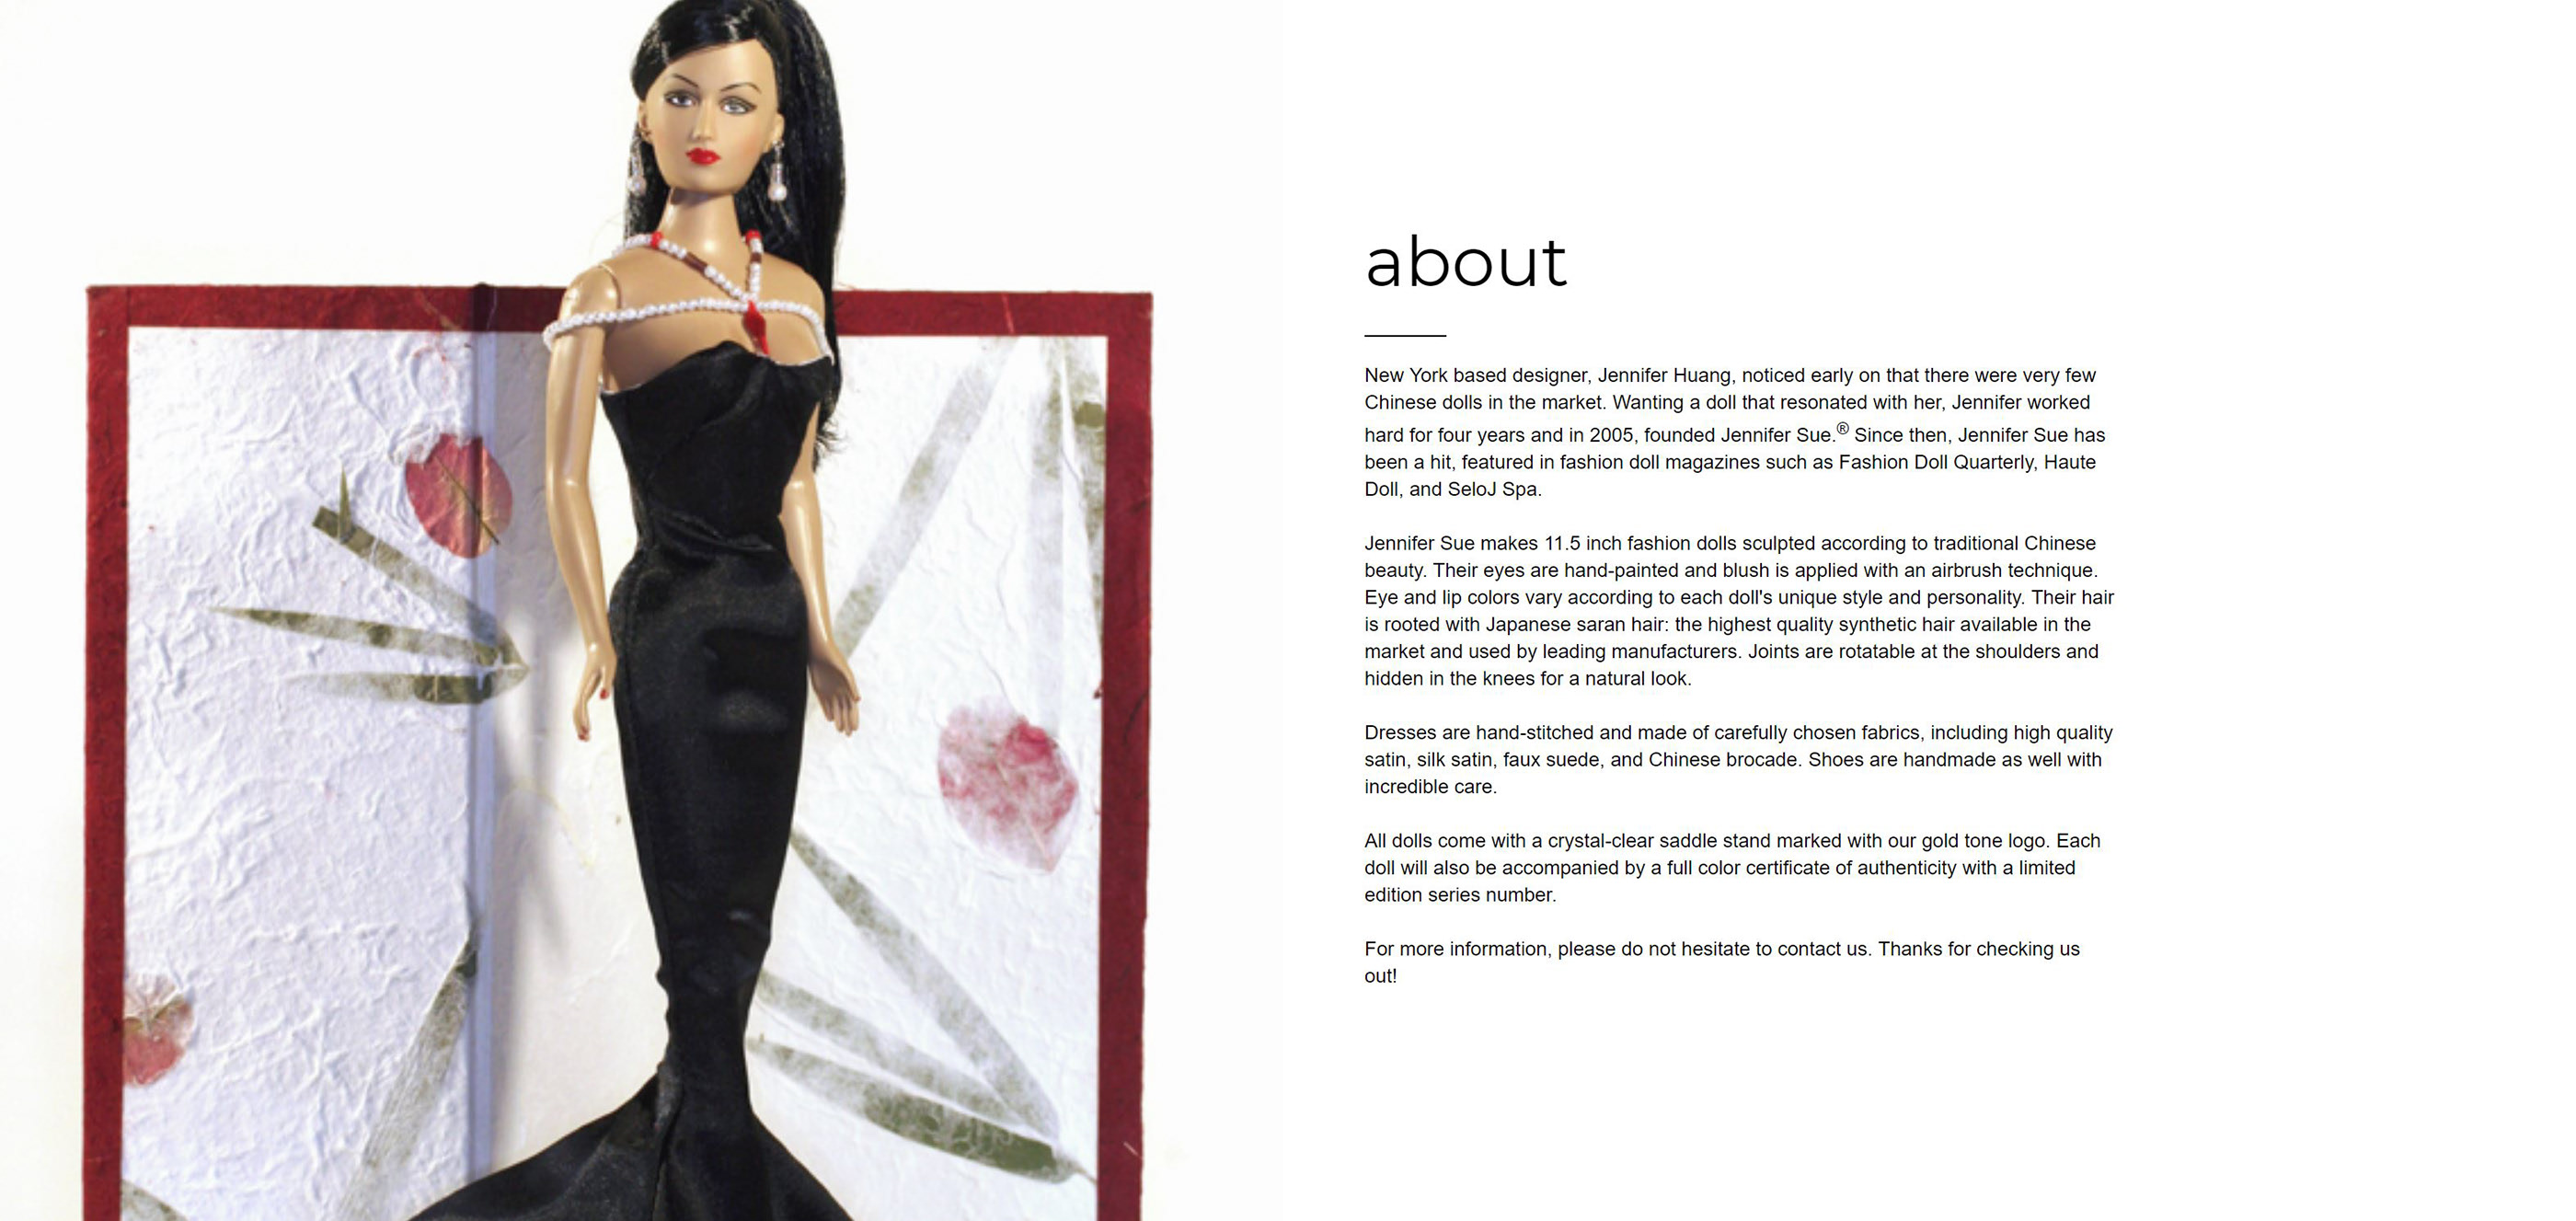 about
New York based designer, Jennifer Huang, noticed early on that there were very few
Chinese dolls in the market. Wanting a doll that resonated with her, Jennifer worked
hard for four years and in 2005, founded Jennifer Sue.® Since then, Jennifer Sue has
been a hit, featured in fashion doll magazines such as Fashion Doll Quarterly, Haute
Doll, and SeloJ Spa.
Jennifer Sue makes 11.5 inch fashion dolls sculpted according to traditional Chinese
beauty. Their eyes are hand-painted and blush is applied with an airbrush technique.
Eye and lip colors vary according to each doll's unique style and personality. Their hair
is rooted with Japanese saran hair: the highest quality synthetic hair available in the
market and used by leading manufacturers. Joints are rotatable at the shoulders and
hidden in the knees for a natural look.
Dresses are hand-stitched and made of carefully chosen fabrics, including high quality
satin, silk satin, faux suede, and Chinese brocade. Shoes are handmade as well with
incredible care.
All dolls come with a crystal-clear saddle stand marked with our gold tone logo. Each
doll will also be accompanied by a full color certificate of authenticity with a limited
edition series number.
For more information, please do not hesitate to contact us. Thanks for checking us
out!